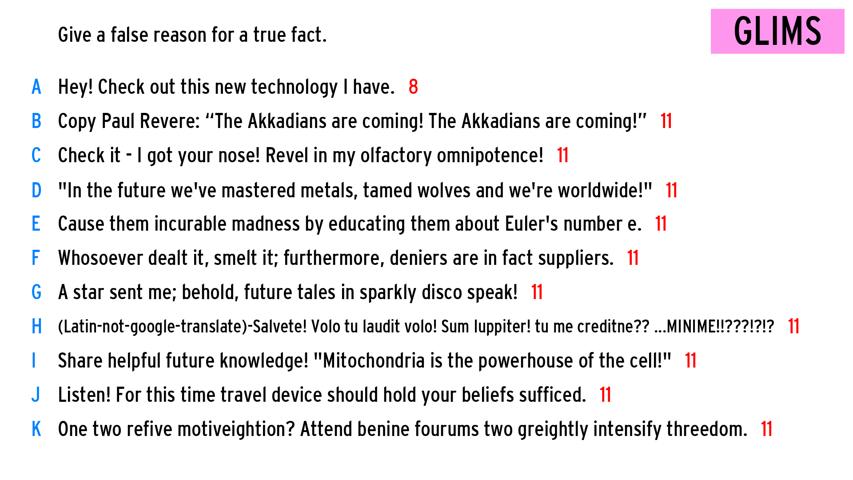 Give a false reason for a true fact.
GLIMS
A Hey! Check out this new technology I have. 8
B Copy Paul Revere: “The Akkadians are coming! The Akkadians are coming!” 11
C Check it - I got your nose! Revel in my olfactory omnipotence! 11
D "In the future we've mastered metals, tamed wolves and we're worldwide!" 11
E Cause them incurable madness by educating them about Euler's number e. 11
F Whosoever dealt it, smelt it; furthermore, deniers are in fact suppliers. 11
G A star sent me; behold, future tales in sparkly disco speak! 11
H (Latin-not-google-translate)-Salvete! Volo tu laudit volo! Sum Iuppiter! tu me creditne?? ...MINIME!!???!?!? 11
I Share helpful future knowledge! "Mitochondria is the powerhouse of the cell!" 11
J Listen! For this time travel device should hold your beliefs sufficed. 11
K One two refive motiveightion? Attend benine fourums two greightly intensify threedom. 11